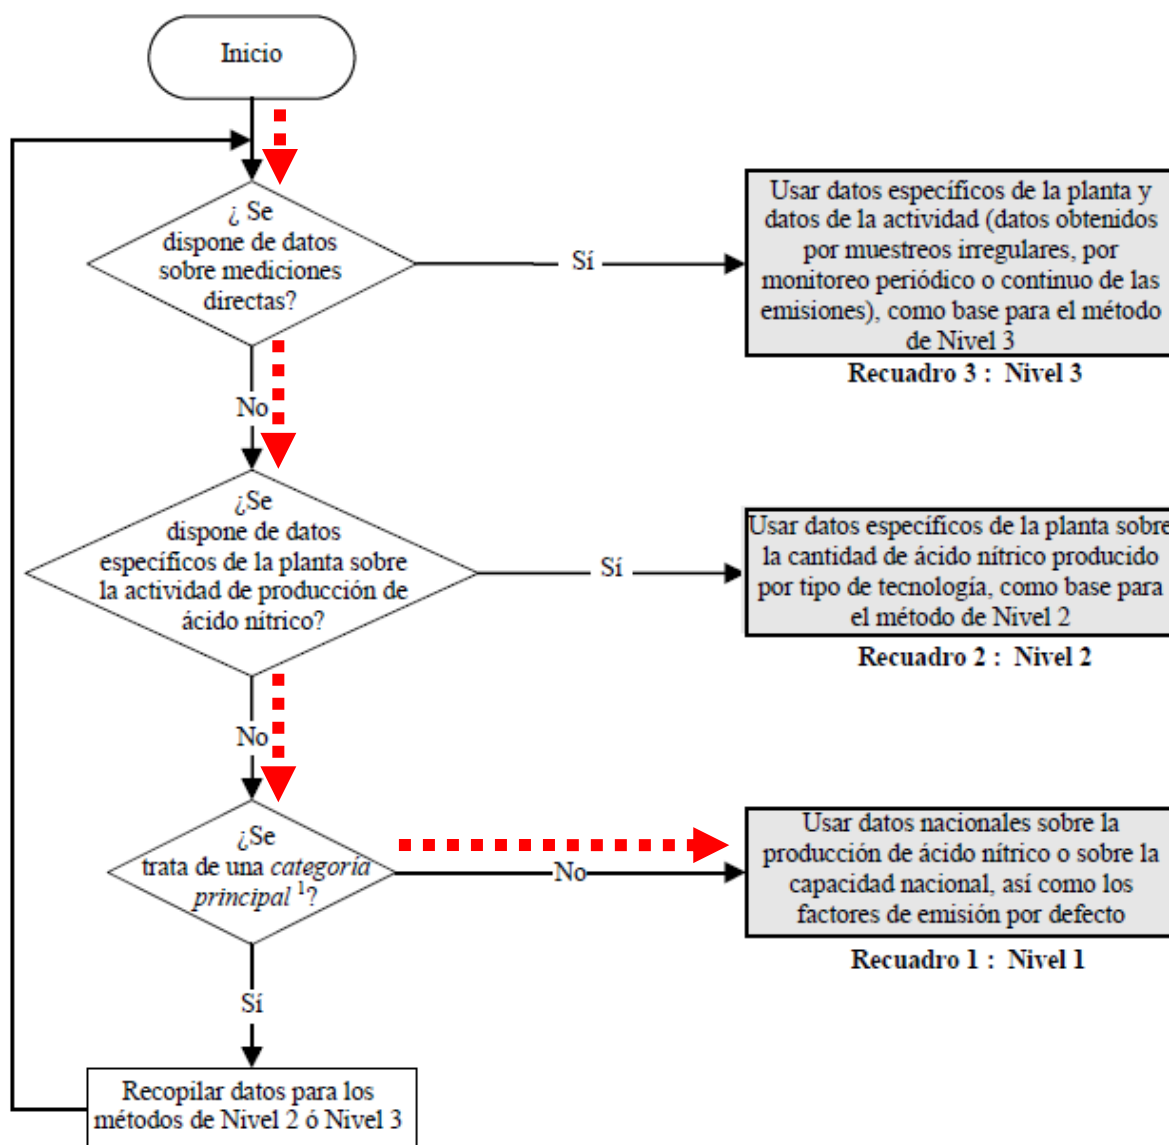 Inicio
¿ Se
dispone de datos
sobre mediciones
directas?
Sí
Usar datos específicos de la planta y
datos de la actividad (datos obtenidos
por muestreos irregulares, por
monitoreo periódico o continuo de las
emisiones), como base para el método
de Nivel 3
Recuadro 3 : Nivel 3
No
¿Se
dispone de datos
específicos de la planta sobre
la actividad de producción de
ácido nítrico?
Sí
Usar datos específicos de la planta sobre
la cantidad de ácido nítrico producido
por tipo de tecnología, como base para
el método de Nivel 2
Recuadro 2 : Nivel 2
No
¿Se
trata de una categoría
principal ¹?
No
Usar datos nacionales sobre la
producción de ácido nítrico o sobre la
capacidad nacional, así como los
factores de emisión por defecto
Recuadro 1 : Nivel 1
Sí
Recopilar datos para los
métodos de Nivel 2 ó Nivel 3